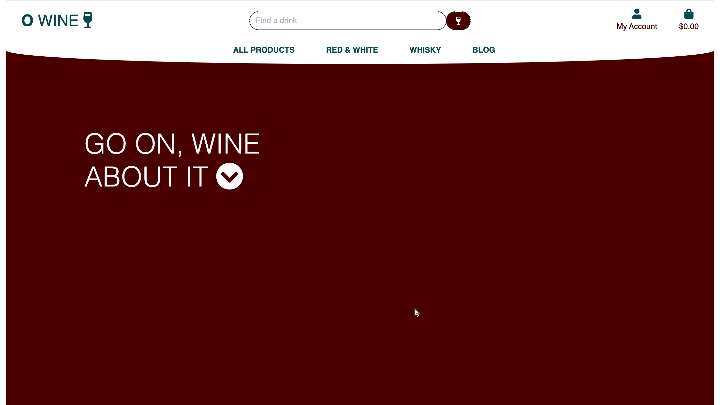 O WINE
Find a drink
My Account
$0.00
ALL PRODUCTS
RED & WHITE
WHISKY
BLOG
GO ON, WINE
ABOUT IT